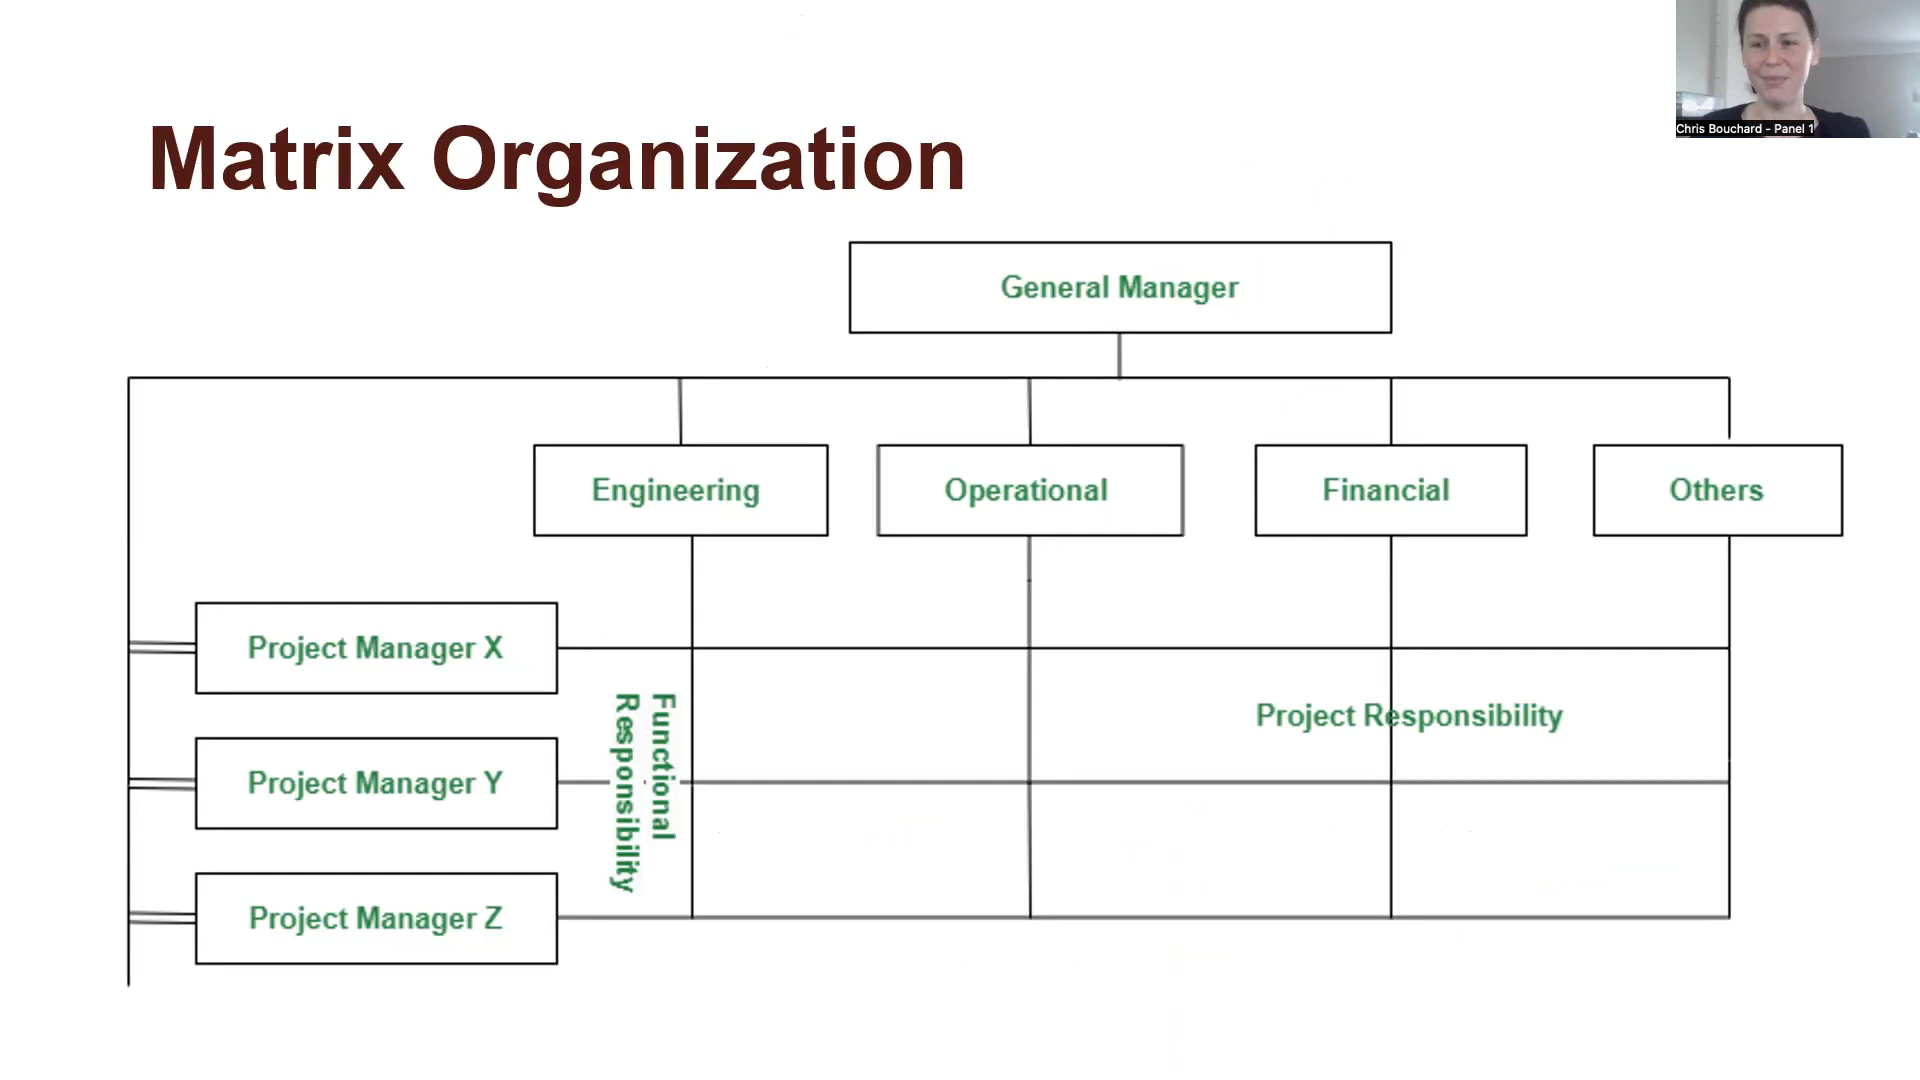 Chris Bouchard - Panel 1
Matrix Organization
General Manager
Engineering
Operational
Financial
Others
Project Manager X
Functional
Responsibility
Project Responsibility
Project Manager Y
Project Manager Z